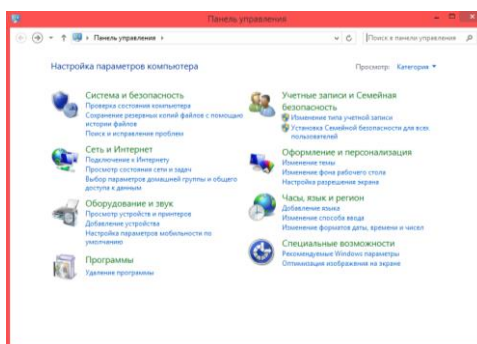 Панель управления
Панель управления
Поиск в панели управления
Настройка параметров компьютера
Просмотр: Категория
Система и безопасность
Проверка состояния компьютера
Сохранение резервных копий файлов с помощью
истории файлов
Поиск и исправление проблем
Сеть и Интернет
Подключение к Интернету
Просмотр состояния сети и задач
Выбор параметров домашней группы и общего
доступа к данным
Оборудование и звук
Просмотр устройств и принтеров
Добавление устройства
Настройка параметров мобильности по
умолчанию
Программы
Удаление программы
Учетные записи и Семейная
безопасность
Изменение типа учетной записи
Установка Семейной безопасности для всех
пользователей
Оформление и персонализация
Изменение темы
Изменение фона рабочего стола
Настройка разрешения экрана
Часы, язык и регион
Добавление языка
Изменение способа ввода
Изменение форматов даты, времени и чисел
Специальные возможности
Рекомендуемые Windows параметры
Оптимизация изображения на экране